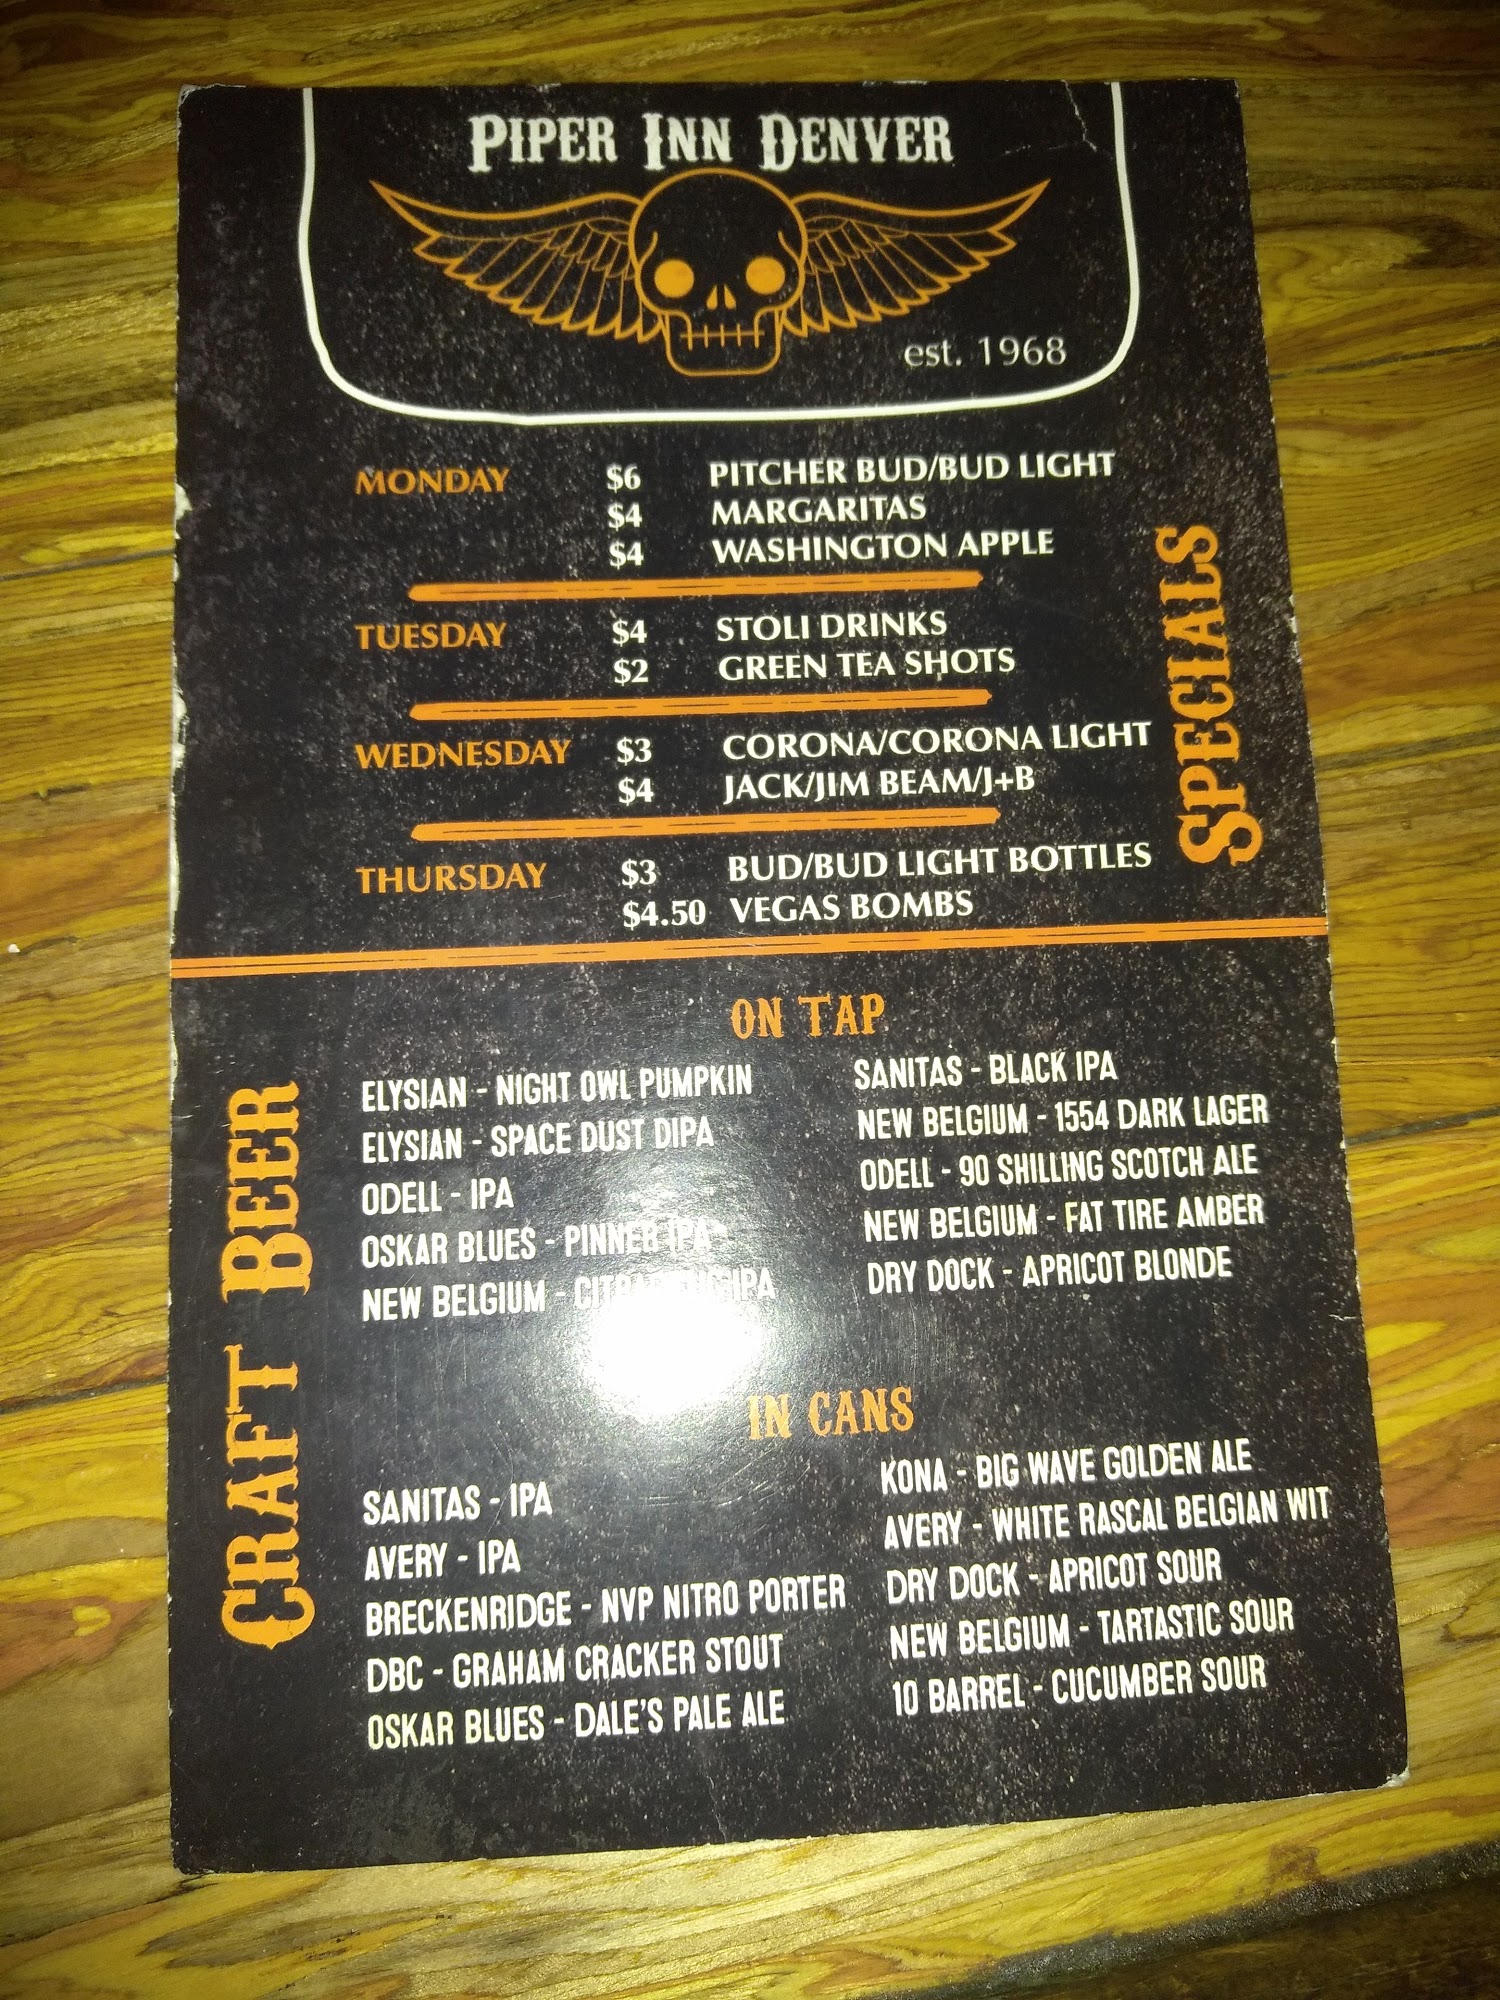 PIPER INN DENVER
est. 1968
SPECIALS
MONDAY $6 PITCHER BUD/BUD LIGHT
$4 MARGARITAS
$4 WASHINGTON APPLE
TUESDAY $4 STOLI DRINKS
$2 GREEN TEA SHOTS
WEDNESDAY $3 CORONA/CORONA LIGHT
$4 JACK/JIM BEAM/J+B
THURSDAY $3 BUD/BUD LIGHT BOTTLES
$4.50 VEGAS BOMBS
CRAFT BEER
ON TAP
ELYSIAN - NIGHT OWL PUMPKIN
ELYSIAN - SPACE DUST DIPA
ODELL - IPA
OSKAR BLUES - PINNER IPA
NEW BELGIUM - IPA
SANITAS - BLACK IPA
NEW BELGIUM - 1554 DARK LAGER
ODELL - 90 SHILLING SCOTCH ALE
NEW BELGIUM - FAT TIRE AMBER
DRY DOCK - APRICOT BLONDE
IN CANS
SANITAS - IPA
AVERY - IPA
BRECKENRIDGE - NVP NITRO PORTER
DBC - GRAHAM CRACKER STOUT
OSKAR BLUES - DALE'S PALE ALE
KONA - BIG WAVE GOLDEN ALE
AVERY - WHITE RASCAL BELGIAN WIT
DRY DOCK - APRICOT SOUR
NEW BELGIUM - TARTASTIC SOUR
10 BARREL - CUCUMBER SOUR